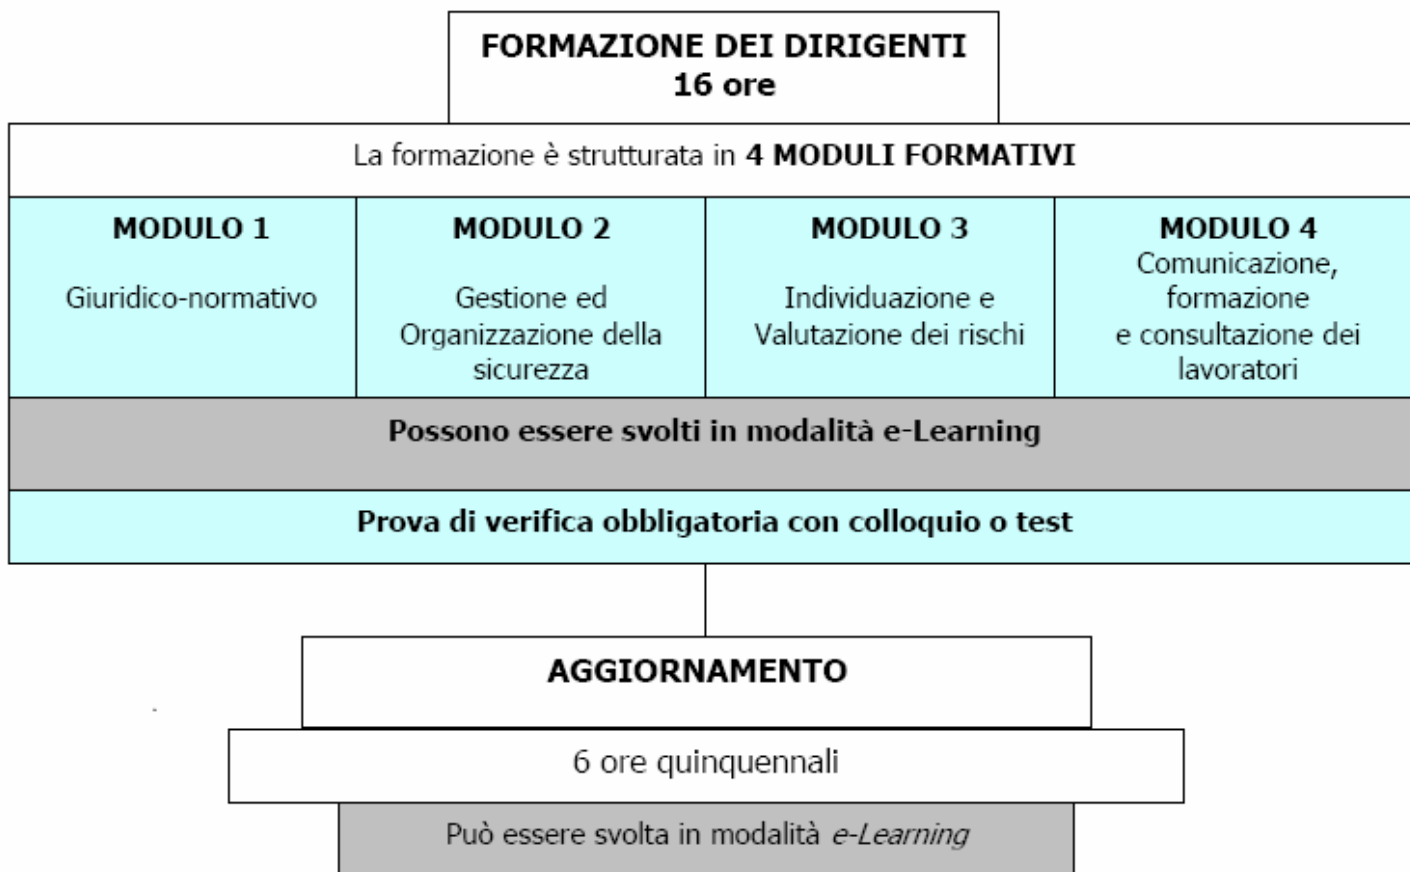 FORMAZIONE DEI DIRIGENTI
16 ore
La formazione è strutturata in 4 MODULI FORMATIVI
MODULO 1
Giuridico-normativo
MODULO 2
Gestione ed
Organizzazione della
sicurezza
MODULO 3
Individuazione e
Valutazione dei rischi
MODULO 4
Comunicazione,
formazione
e consultazione dei
lavoratori
Possono essere svolti in modalità e-Learning
Prova di verifica obbligatoria con colloquio o test
AGGIORNAMENTO
6 ore quinquennali
Può essere svolta in modalità e-Learning